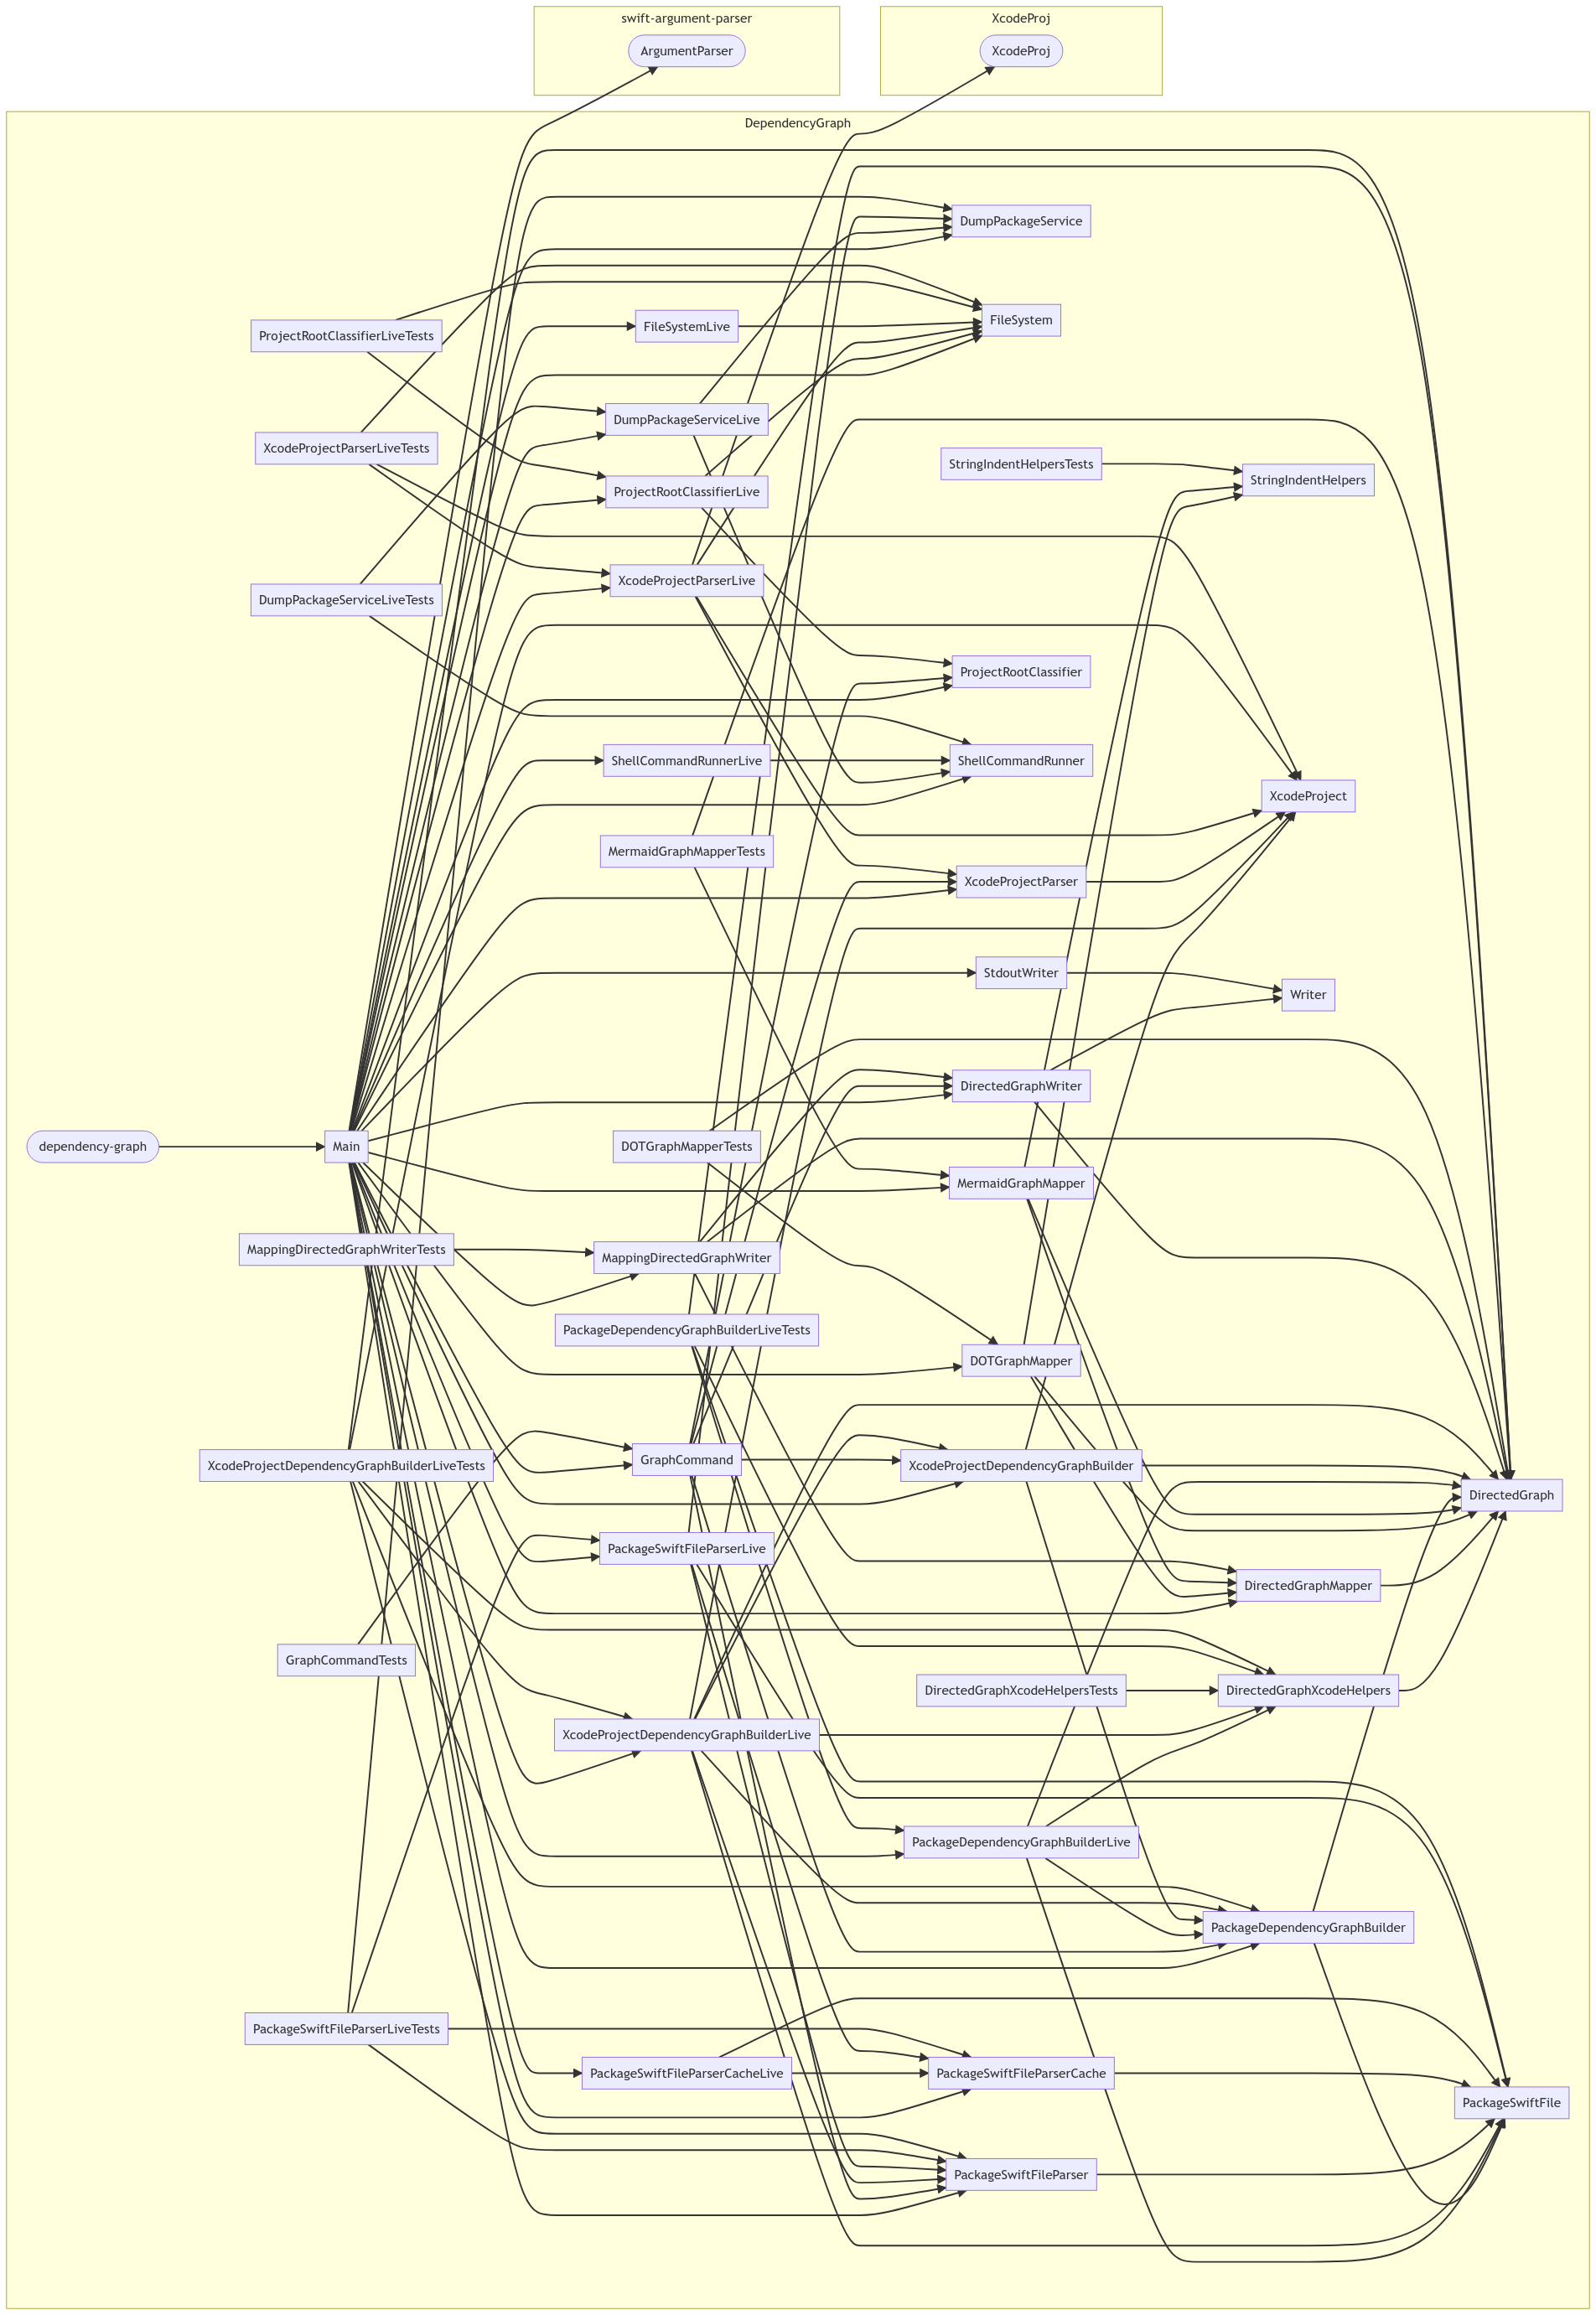 swift-argument-parser
XcodeProj
ArgumentParser
XcodeProj
DependencyGraph
DumpPackageService
FileSystem
FileSystemLive
ProjectRootClassifierLiveTests
DumpPackageServiceLive
XcodeProjectParserLiveTests
StringIndentHelpersTests
StringIndentHelpers
ProjectRootClassifierLive
XcodeProjectParserLive
DumpPackageServiceLiveTests
ProjectRootClassifier
ShellCommandRunnerLive
ShellCommandRunner
XcodeProject
MermaidGraphMapperTests
XcodeProjectParser
StdoutWriter
Writer
DirectedGraphWriter
dependency-graph
Main
DOTGraphMapperTests
MermaidGraphMapper
MappingDirectedGraphWriterTests
MappingDirectedGraphWriter
PackageDependencyGraphBuilderLiveTests
DOTGraphMapper
GraphCommand
XcodeProjectDependencyGraphBuilderLiveTests
XcodeProjectDependencyGraphBuilder
DirectedGraph
PackageSwiftFileParserLive
DirectedGraphMapper
GraphCommandTests
DirectedGraphXcodeHelpersTests
DirectedGraphXcodeHelpers
XcodeProjectDependencyGraphBuilderLive
PackageDependencyGraphBuilderLive
PackageDependencyGraphBuilder
PackageSwiftFileParserLiveTests
PackageSwiftFileParserCacheLive
PackageSwiftFileParserCache
PackageSwiftFile
PackageSwiftFileParser